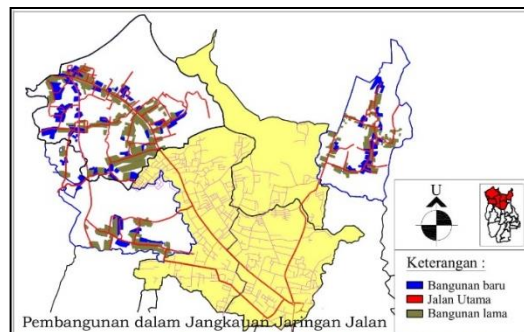 U
Keterangan :
Bangunan baru
Jalan Utama
Bangunan lama
Pembangunan dalam Jangkauan Jaringan Jalan